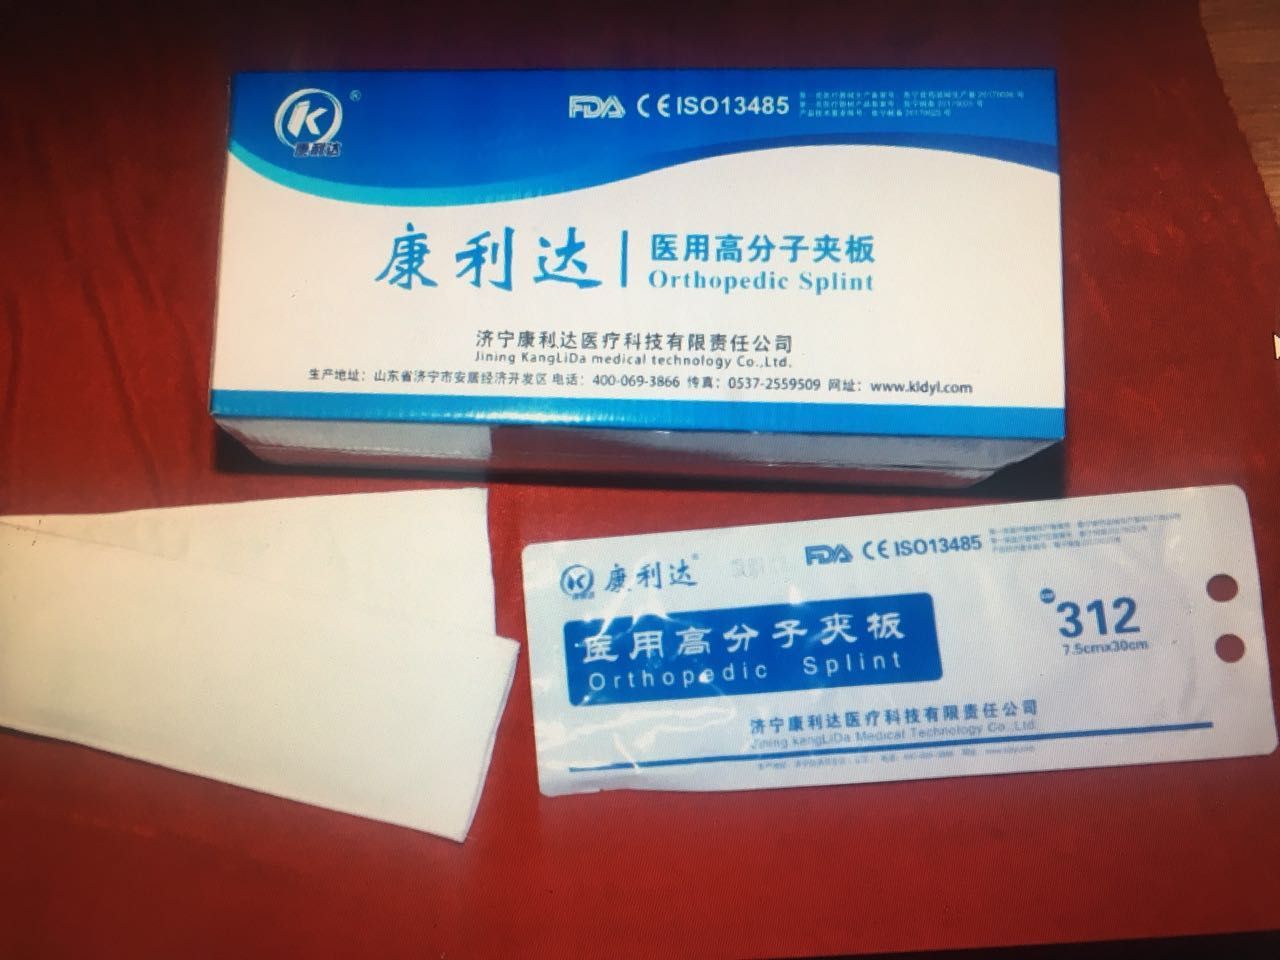 康利达
®
FDA CE ISO13485
康利达
医用高分子夹板
Orthopedic Splint
济宁康利达医疗科技有限责任公司
Jining KangLiDa medical technology Co.,Ltd.
生产地址：山东省济宁市安居经济开发区 电话：400-069-3866 传真：0537-2559509 网址：www.kldyl.com
康利达®
FDA CE ISO13485
医用高分子夹板
Orthopedic Splint
312
7.5cmx30cm
济宁康利达医疗科技有限责任公司
Jining KangLiDa Medical Technology Co.,Ltd.